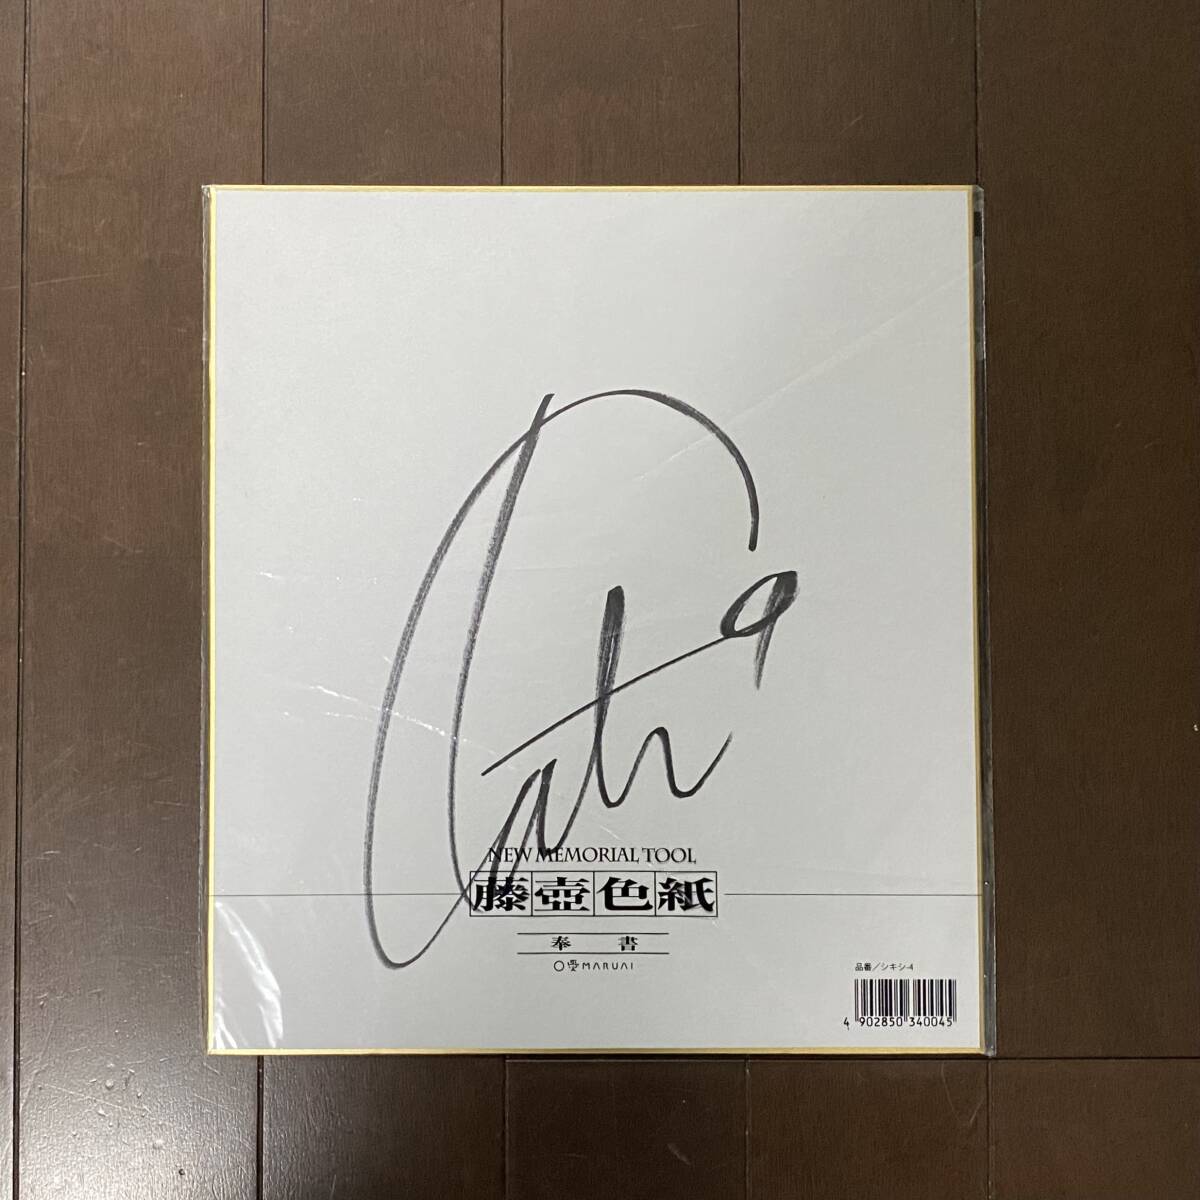 NEW MEMORIAL TOOL
藤壺色紙
奉書
MARUAI
品番/シキシ-4
4 902850 340045